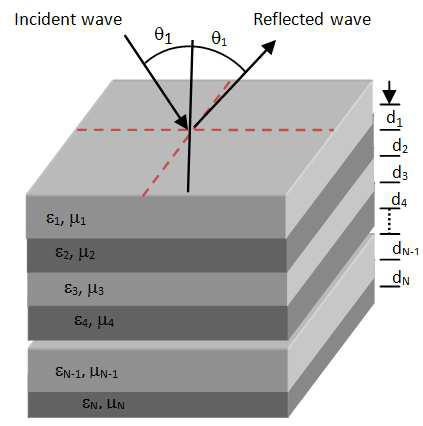 Incident wave
Reflected wave
θ1
θ1
d1
d2
d3
d4
dN-1
dN
ε1, μ1
ε2, μ2
ε3, μ3
ε4, μ4
εN-1, μN-1
εN, μN